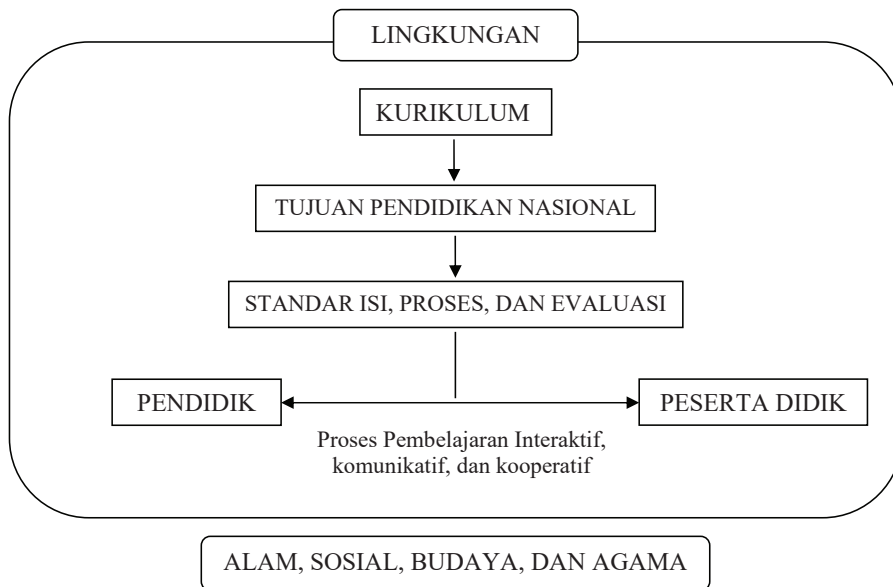 LINGKUNGAN
KURIKULUM
TUJUAN PENDIDIKAN NASIONAL
STANDAR ISI, PROSES, DAN EVALUASI
PENDIDIK
PESERTA DIDIK
Proses Pembelajaran Interaktif,
komunikatif, dan kooperatif
ALAM, SOSIAL, BUDAYA, DAN AGAMA